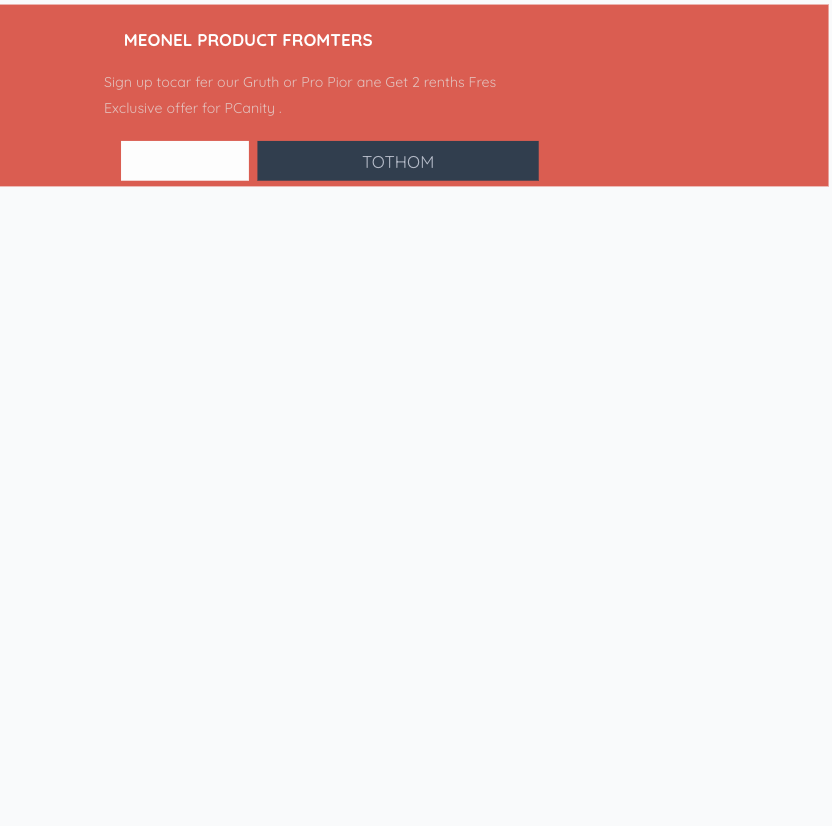 MEONEL PRODUCT FROMTERS
Sign up tocar fer our Gruth or Pro Pior ane Get 2 renths Fres
Exclusive offer for PCanity .
TOTHOM